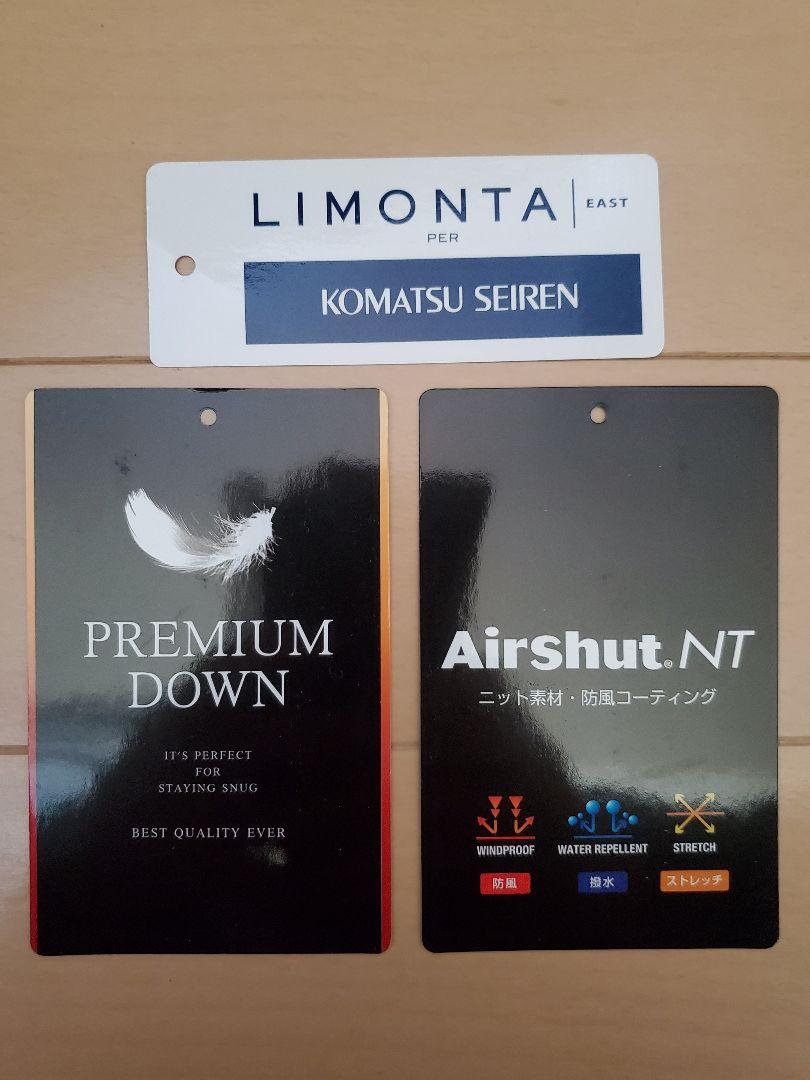 LIMONTA | EAST
PER
KOMATSU SEIREN
PREMIUM
DOWN
IT'S PERFECT
FOR
STAYING SNUG
BEST QUALITY EVER
AirShut® NT
ニット素材・防風コーティング
WINDPROOF WATER REPELLENT STRETCH
防風 撥水 ストレッチ